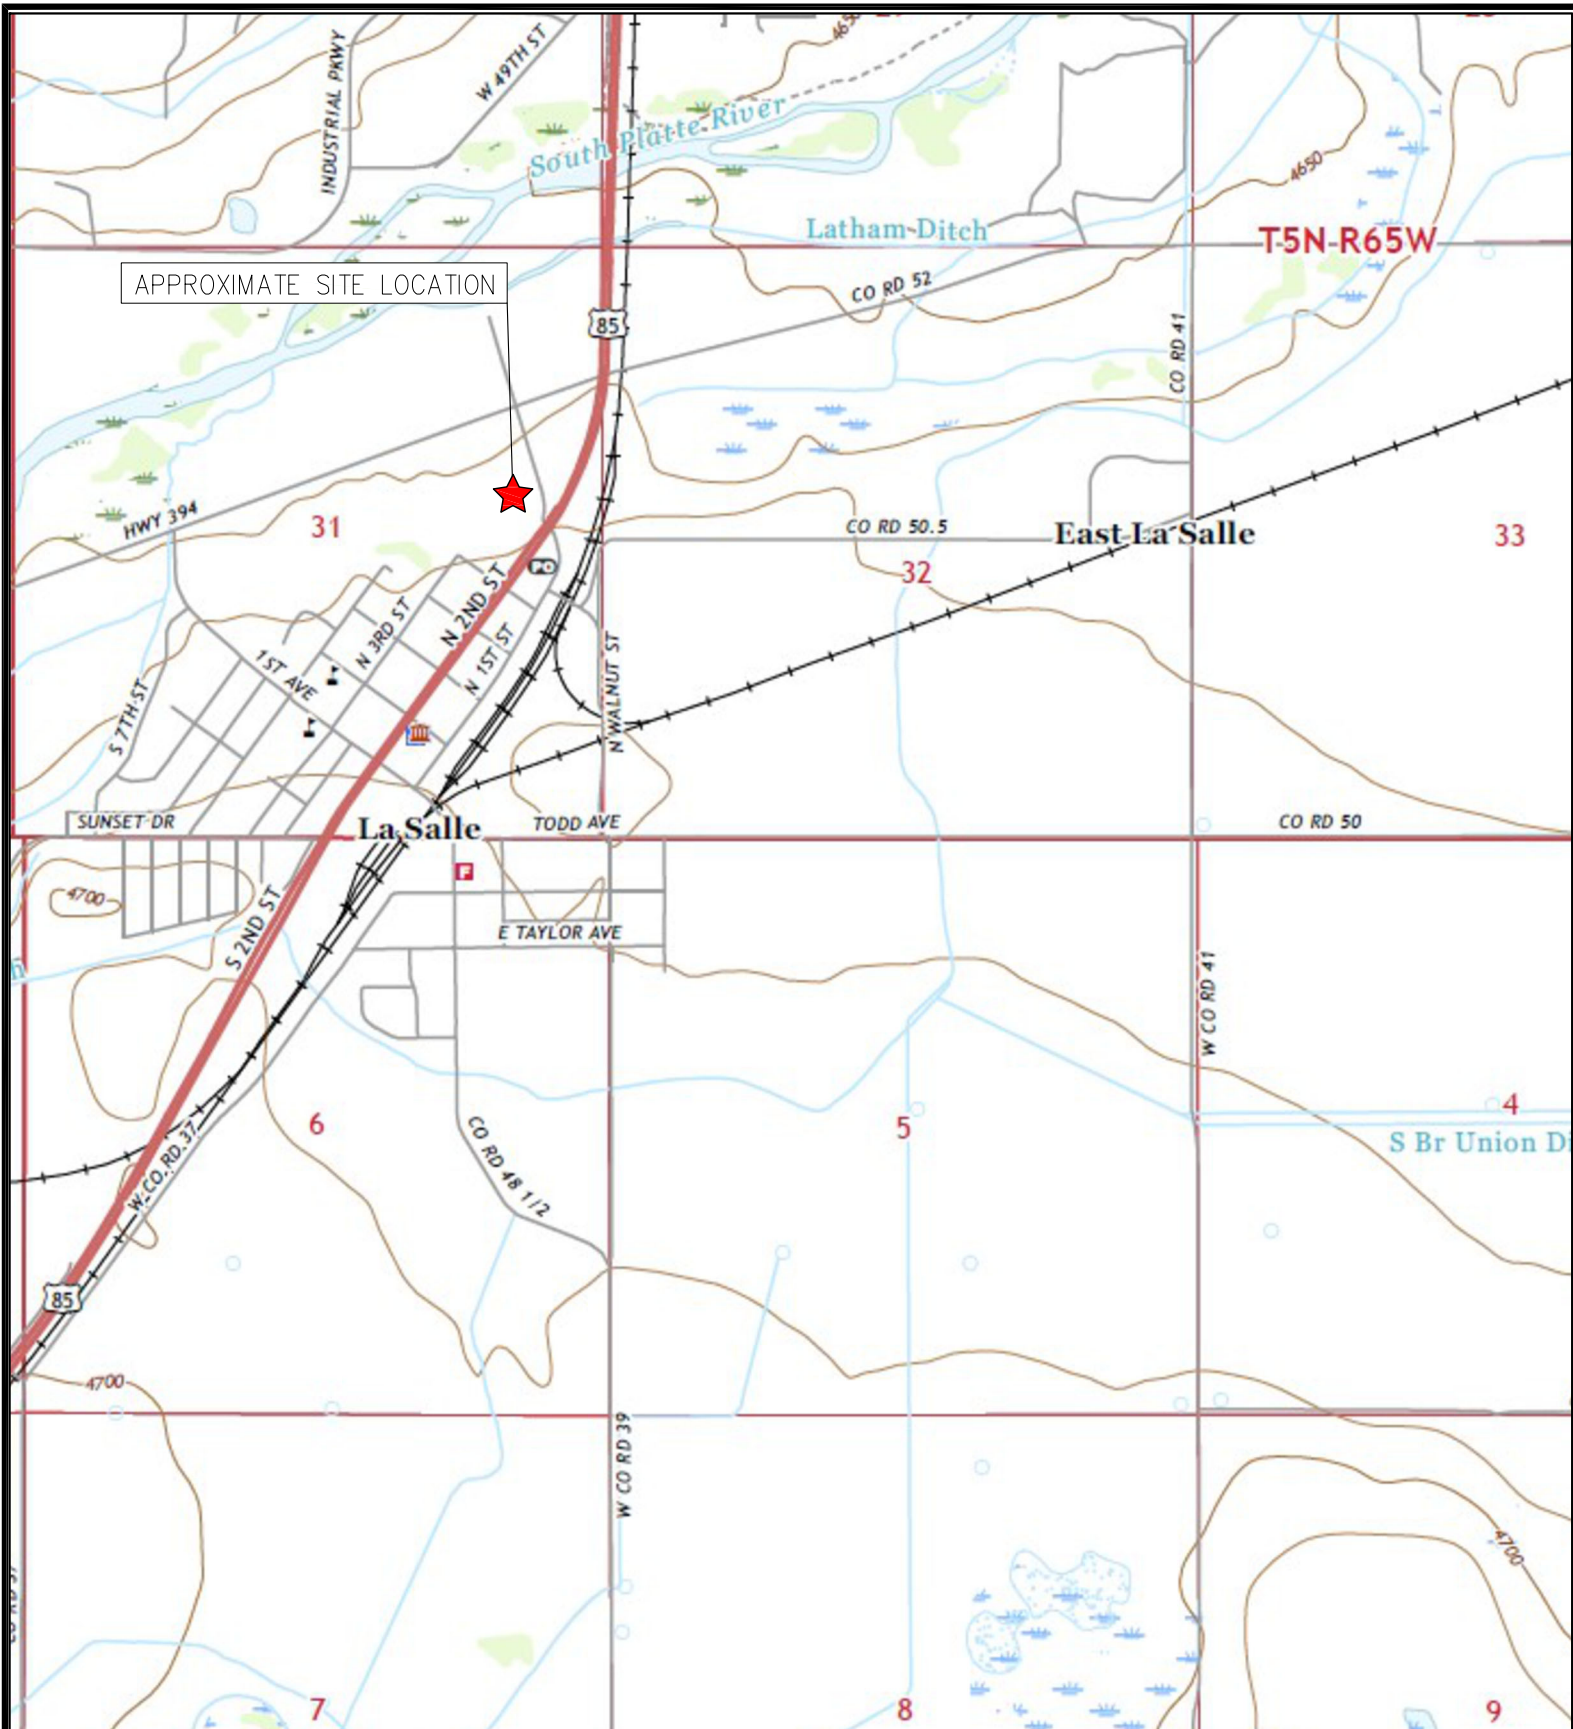 4650
W 49TH ST
INDUSTRIAL PKWY
South Platte River
4650
Latham Ditch
T5N R65W
APPROXIMATE SITE LOCATION
CO RD 52
85
CO RD 41
HWY 394
31
CO RD 50.5
East La Salle
33
32
PO
N 2ND ST
N 3RD ST
N 1ST ST
1ST AVE
N WALNUT ST
S 7TH ST
SUNSET DR
La Salle
TODD AVE
CO RD 50
F
4700
S 2ND ST
E TAYLOR AVE
W CO RD 41
6
5
4
CO RD 48 1/2
S Br Union Di
W CO RD 37
85
4700
W CO RD 39
4700
7
8
9